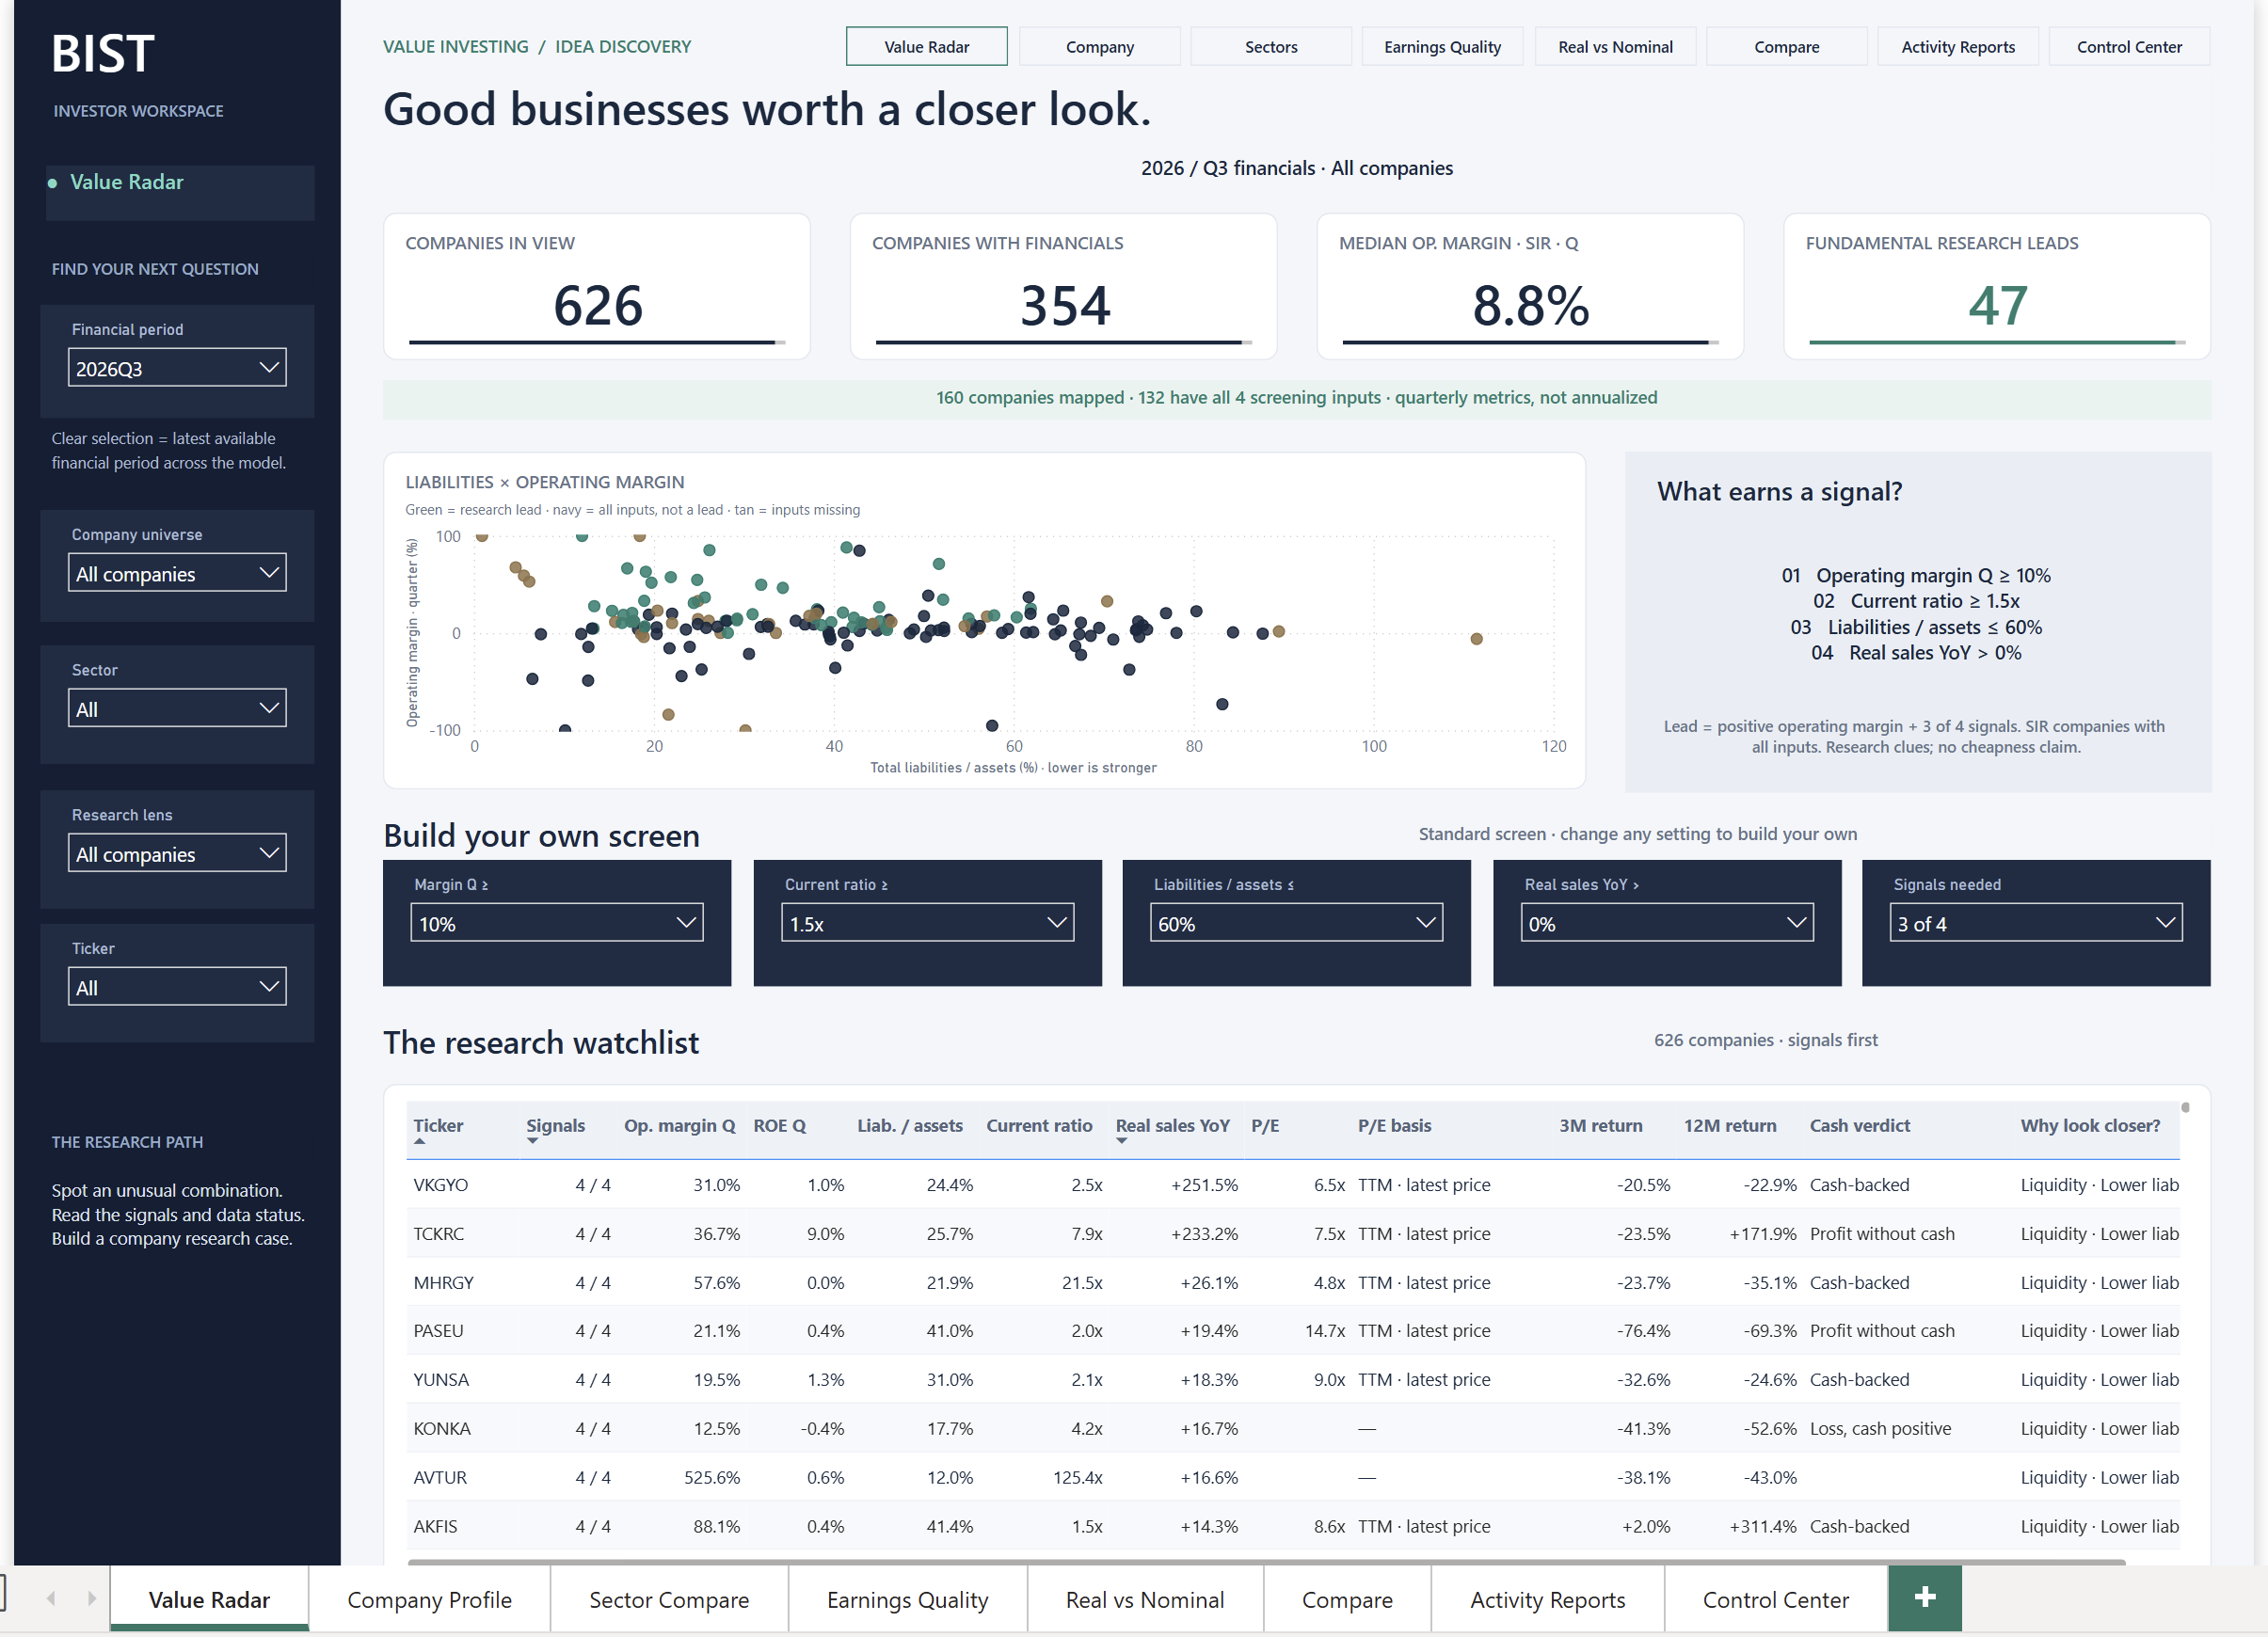 BIST
INVESTOR WORKSPACE
Value Radar
FIND YOUR NEXT QUESTION
Financial period
2026Q3
Clear selection = latest available
financial period across the model.
Company universe
All companies
Sector
All
Research lens
All companies
Ticker
All
THE RESEARCH PATH
Spot an unusual combination.
Read the signals and data status.
Build a company research case.
VALUE INVESTING / IDEA DISCOVERY
Value Radar
Company
Sectors
Earnings Quality
Real vs Nominal
Compare
Activity Reports
Control Center
Good businesses worth a closer look.
2026 / Q3 financials · All companies
COMPANIES IN VIEW
626
COMPANIES WITH FINANCIALS
354
MEDIAN OP. MARGIN · SIR · Q
8.8%
FUNDAMENTAL RESEARCH LEADS
47
160 companies mapped · 132 have all 4 screening inputs · quarterly metrics, not annualized
LIABILITIES × OPERATING MARGIN
Green = research lead · navy = all inputs, not a lead · tan = inputs missing
Operating margin · quarter (%)
100
0
-100
0 20 40 60 80 100 120
Total liabilities / assets (%) · lower is stronger
What earns a signal?
01 Operating margin Q ≥ 10%
02 Current ratio ≥ 1.5x
03 Liabilities / assets ≤ 60%
04 Real sales YoY > 0%
Lead = positive operating margin + 3 of 4 signals. SIR companies with
all inputs. Research clues; no cheapness claim.
Build your own screen
Standard screen · change any setting to build your own
Margin Q ≥
10%
Current ratio ≥
1.5x
Liabilities / assets ≤
60%
Real sales YoY >
0%
Signals needed
3 of 4
The research watchlist
626 companies · signals first
Ticker Signals Op. margin Q ROE Q Liab. / assets Current ratio Real sales YoY P/E P/E basis 3M return 12M return Cash verdict Why look closer?
VKGYO 4 / 4 31.0% 1.0% 24.4% 2.5x +251.5% 6.5x TTM · latest price -20.5% -22.9% Cash-backed Liquidity · Lower liab
TCKRC 4 / 4 36.7% 9.0% 25.7% 7.9x +233.2% 7.5x TTM · latest price -23.5% +171.9% Profit without cash Liquidity · Lower liab
MHRGY 4 / 4 57.6% 0.0% 21.9% 21.5x +26.1% 4.8x TTM · latest price -23.7% -35.1% Cash-backed Liquidity · Lower liab
PASEU 4 / 4 21.1% 0.4% 41.0% 2.0x +19.4% 14.7x TTM · latest price -76.4% -69.3% Profit without cash Liquidity · Lower liab
YUNSA 4 / 4 19.5% 1.3% 31.0% 2.1x +18.3% 9.0x TTM · latest price -32.6% -24.6% Cash-backed Liquidity · Lower liab
KONKA 4 / 4 12.5% -0.4% 17.7% 4.2x +16.7% — -41.3% -52.6% Loss, cash positive Liquidity · Lower liab
AVTUR 4 / 4 525.6% 0.6% 12.0% 125.4x +16.6% — -38.1% -43.0% Liquidity · Lower liab
AKFIS 4 / 4 88.1% 0.4% 41.4% 1.5x +14.3% 8.6x TTM · latest price +2.0% +311.4% Cash-backed Liquidity · Lower liab
Value Radar
Company Profile
Sector Compare
Earnings Quality
Real vs Nominal
Compare
Activity Reports
Control Center
+